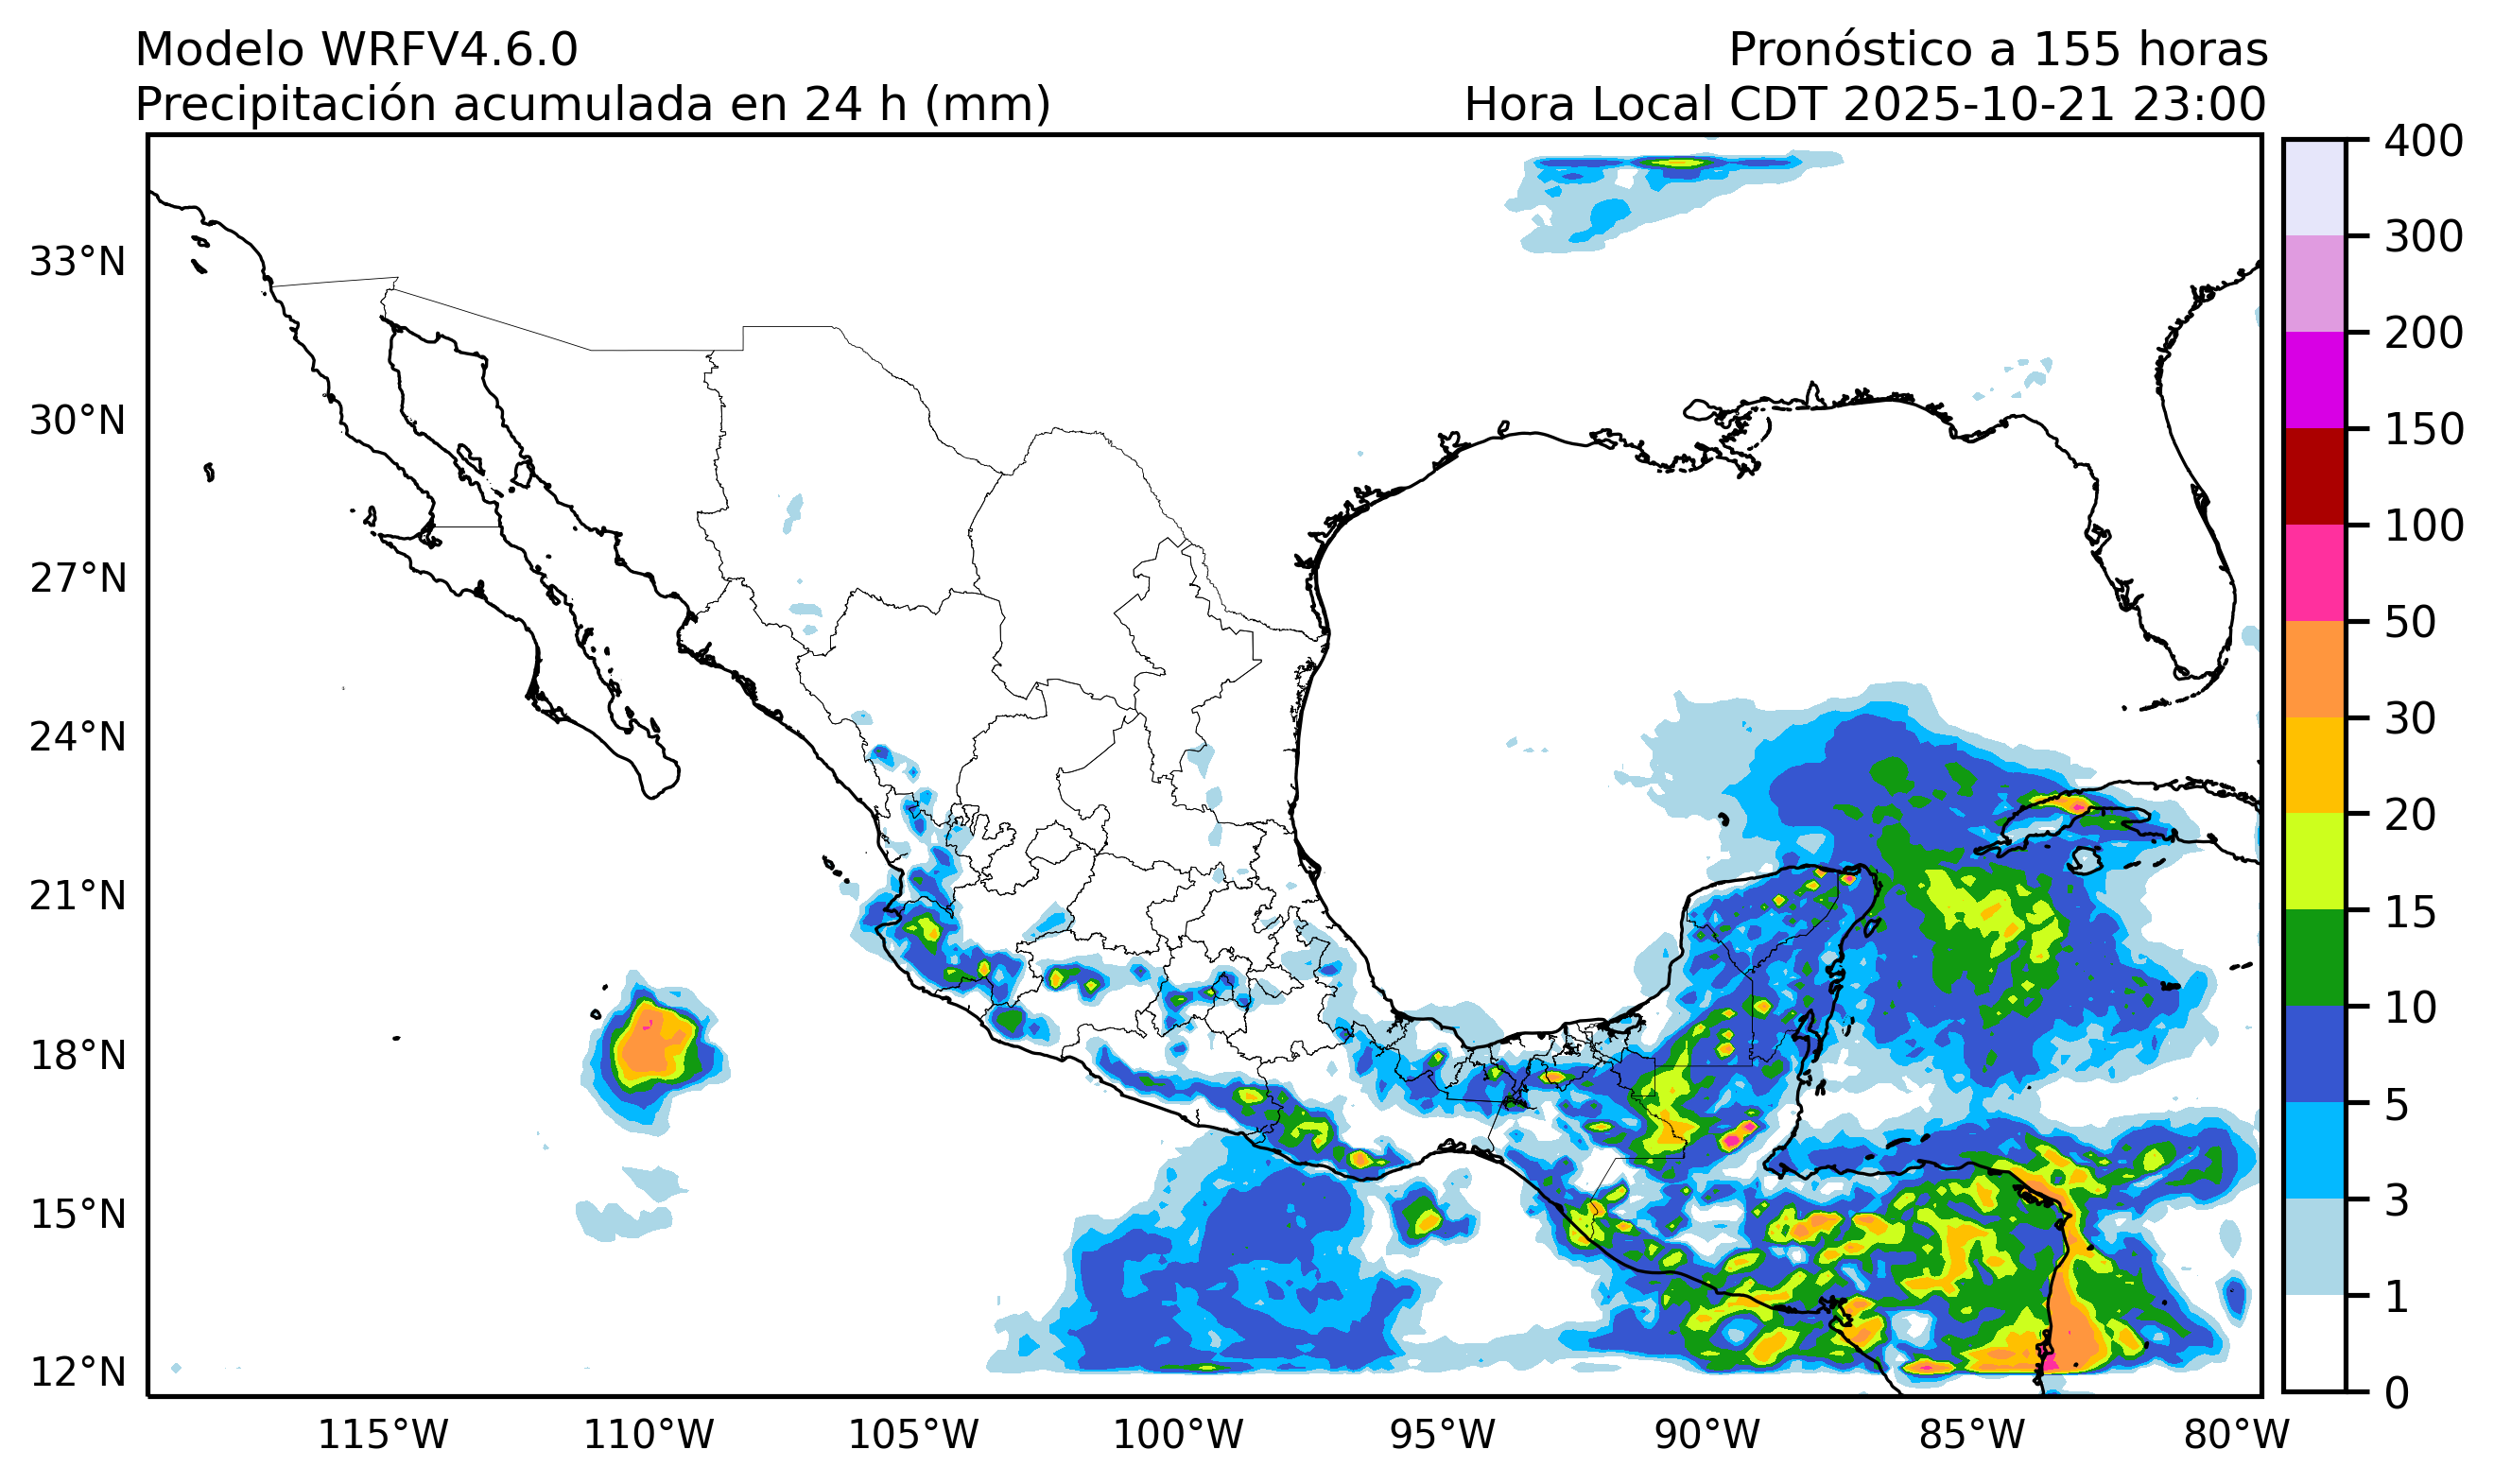 Modelo WRFV4.6.0
Pronóstico a 155 horas
Precipitación acumulada en 24 h (mm)
Hora Local CDT 2025-10-21 23:00
33°N
30°N
27°N
24°N
21°N
18°N
15°N
12°N
115°W
110°W
105°W
100°W
95°W
90°W
85°W
80°W
400
300
200
150
100
50
30
20
15
10
5
3
1
0